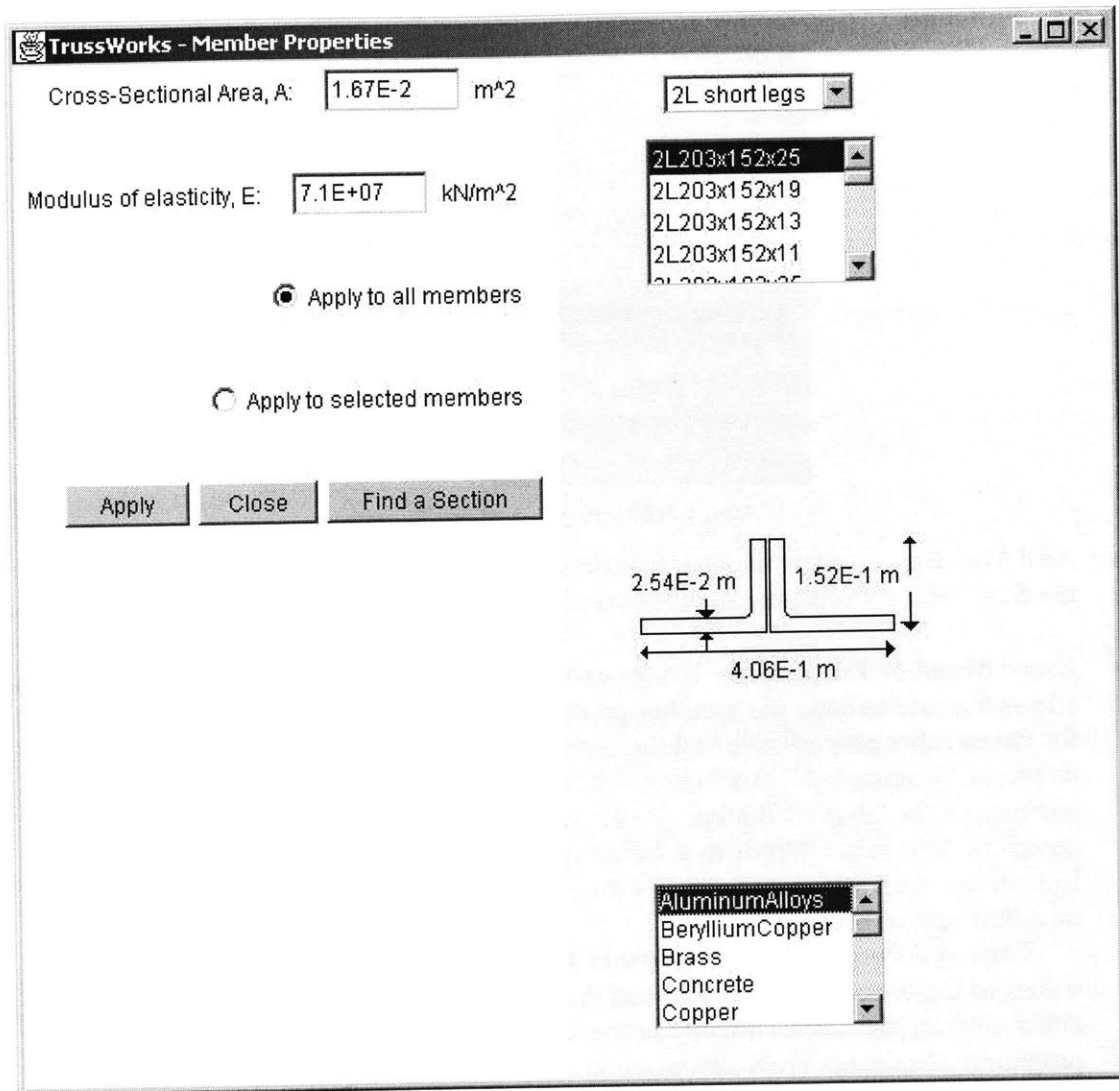 TrussWorks - Member Properties
Cross-Sectional Area, A: 1.67E-2 m^2
2L short legs
Modulus of elasticity, E: 7.1E+07 kN/m^2
2L203x152x25
2L203x152x19
2L203x152x13
2L203x152x11
Apply to all members
Apply to selected members
Apply Close Find a Section
2.54E-2 m 1.52E-1 m
4.06E-1 m
AluminumAlloys
BerylliumCopper
Brass
Concrete
Copper